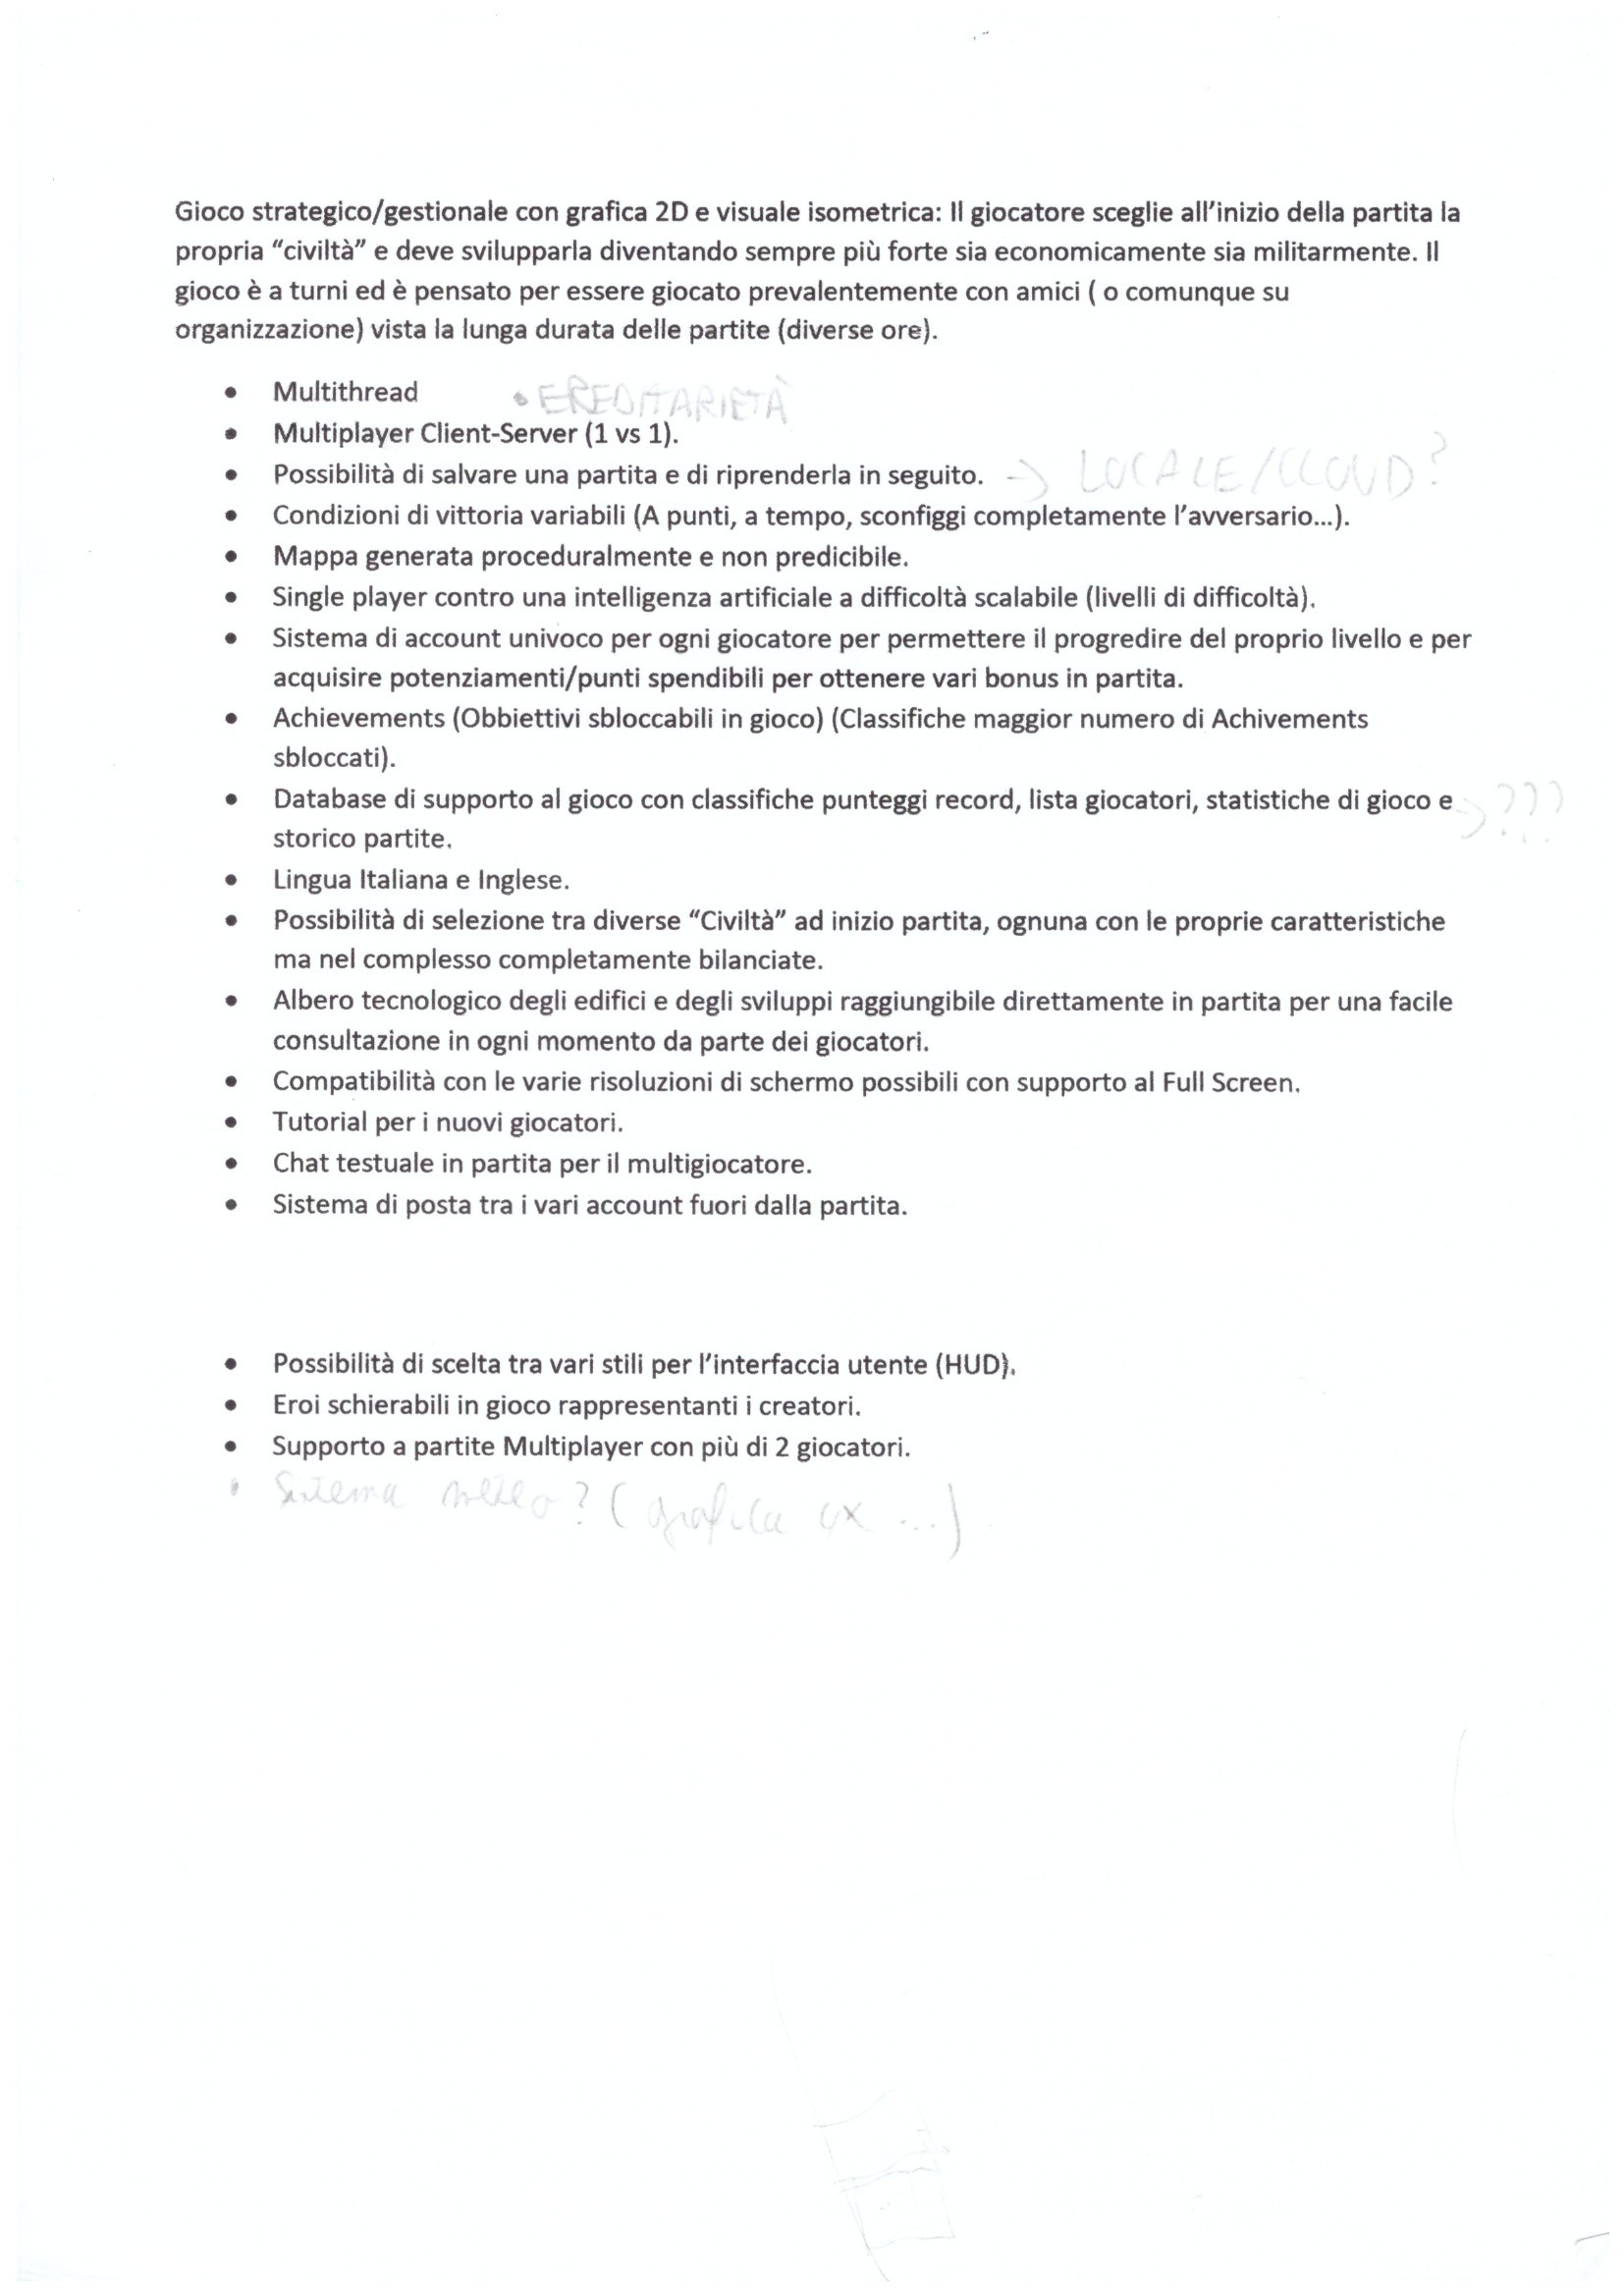 Gioco strategico/gestionale con grafica 2D e visuale isometrica: Il giocatore sceglie all'inizio della partita la
propria "civiltà" e deve svilupparla diventando sempre più forte sia economicamente sia militarmente. Il
gioco è a turni ed è pensato per essere giocato prevalentemente con amici ( o comunque su
organizzazione) vista la lunga durata delle partite (diverse ore).
• Multithread • EREDITARIETÀ
• Multiplayer Client-Server (1 vs 1).
• Possibilità di salvare una partita e di riprenderla in seguito. → LOCALE/CLOUD?
• Condizioni di vittoria variabili (A punti, a tempo, sconfiggi completamente l'avversario...).
• Mappa generata proceduralmente e non predicibile.
• Single player contro una intelligenza artificiale a difficoltà scalabile (livelli di difficoltà).
• Sistema di account univoco per ogni giocatore per permettere il progredire del proprio livello e per
acquisire potenziamenti/punti spendibili per ottenere vari bonus in partita.
• Achievements (Obbiettivi sbloccabili in gioco) (Classifiche maggior numero di Achivements
sbloccati).
• Database di supporto al gioco con classifiche punteggi record, lista giocatori, statistiche di gioco e → ???
storico partite.
• Lingua Italiana e Inglese.
• Possibilità di selezione tra diverse "Civiltà" ad inizio partita, ognuna con le proprie caratteristiche
ma nel complesso completamente bilanciate.
• Albero tecnologico degli edifici e degli sviluppi raggiungibile direttamente in partita per una facile
consultazione in ogni momento da parte dei giocatori.
• Compatibilità con le varie risoluzioni di schermo possibili con supporto al Full Screen.
• Tutorial per i nuovi giocatori.
• Chat testuale in partita per il multigiocatore.
• Sistema di posta tra i vari account fuori dalla partita.
• Possibilità di scelta tra vari stili per l'interfaccia utente (HUD).
• Eroi schierabili in gioco rappresentanti i creatori.
• Supporto a partite Multiplayer con più di 2 giocatori.
• Sistema meteo? (grafica ...)